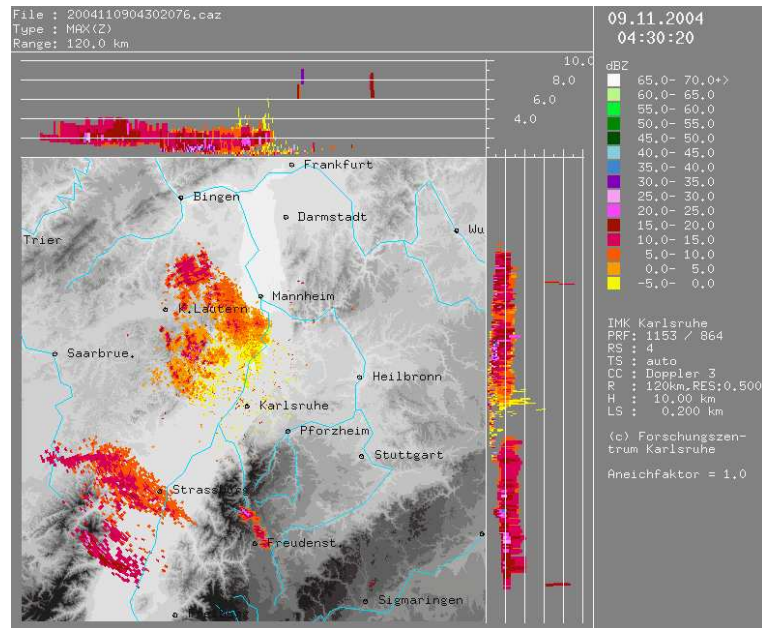 File : 2004110904302076.caz
Type : MAX(Z)
Range: 120.0 km
09.11.2004
04:30:20
10.0
8.0
6.0
4.0
dBZ
65.0- 70.0+>
60.0- 65.0
55.0- 60.0
50.0- 55.0
45.0- 50.0
40.0- 45.0
35.0- 40.0
30.0- 35.0
25.0- 30.0
20.0- 25.0
15.0- 20.0
10.0- 15.0
5.0- 10.0
0.0- 5.0
-5.0- 0.0
Frankfurt
Bingen
Darmstadt
Trier
Wu
Mannheim
K.Lautern
Saarbrue.
Heilbronn
Karlsruhe
Pforzheim
Stuttgart
Strassburg
Freudenst.
Sigmaringen
IMK Karlsruhe
PRF: 1153 / 864
RS : 4
TS : auto
CC : Doppler 3
R : 120km,RES:0.500
H : 10.00 km
LS : 0.200 km
(c) Forschungszen-
trum Karlsruhe
Aneichfaktor = 1.0